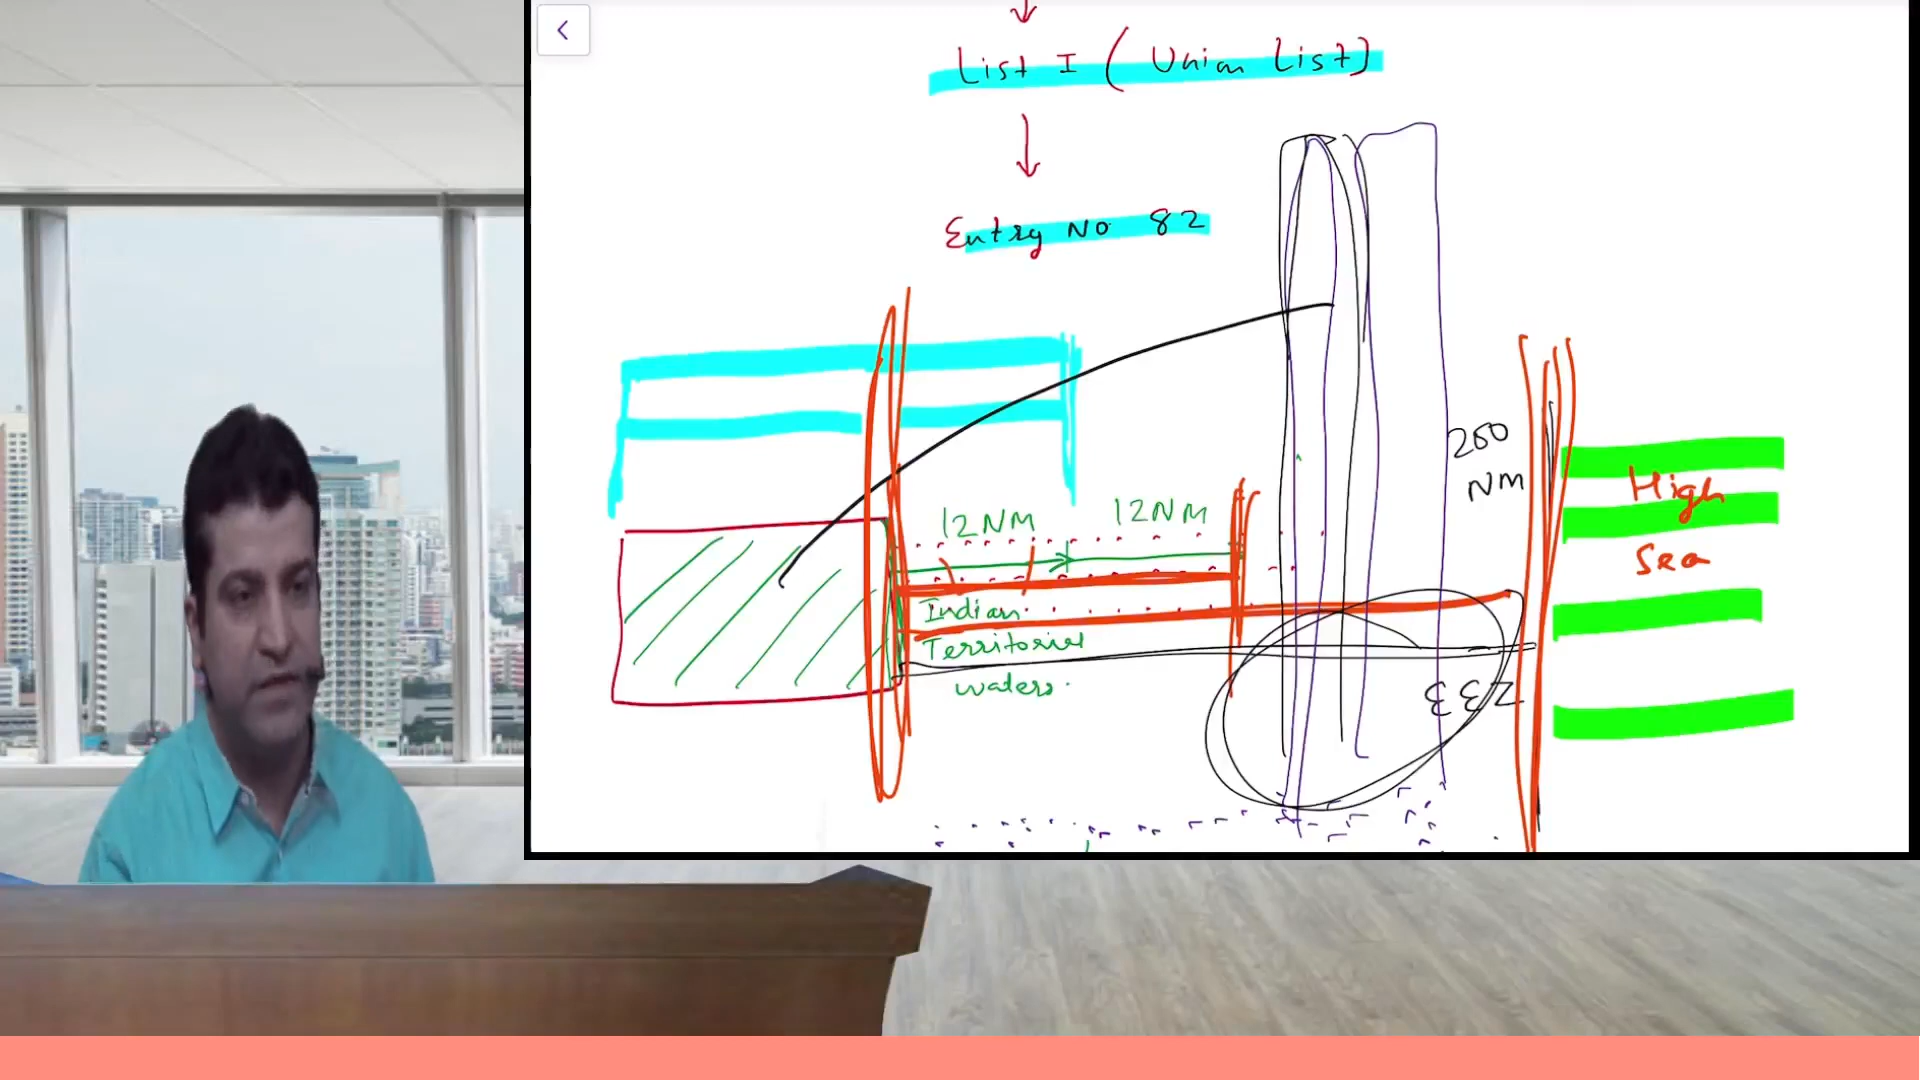 List I (Union List)
Entry No 82
12NM 12NM
200
NM
High
Sea
Indian
Territorial
waters.
EEZ